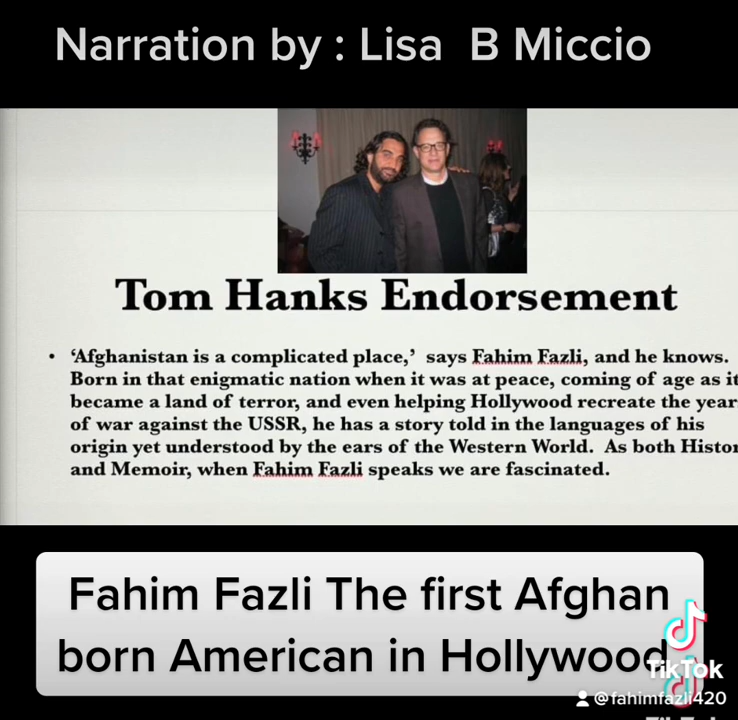 Narration by : Lisa B Miccio
Tom Hanks Endorsement
• ‘Afghanistan is a complicated place,’ says Fahim Fazli, and he knows.
Born in that enigmatic nation when it was at peace, coming of age as it
became a land of terror, and even helping Hollywood recreate the year
of war against the USSR, he has a story told in the languages of his
origin yet understood by the ears of the Western World. As both Histor
and Memoir, when Fahim Fazli speaks we are fascinated.
Fahim Fazli The first Afghan
born American in Hollywood
TikTok
@fahimfazli420